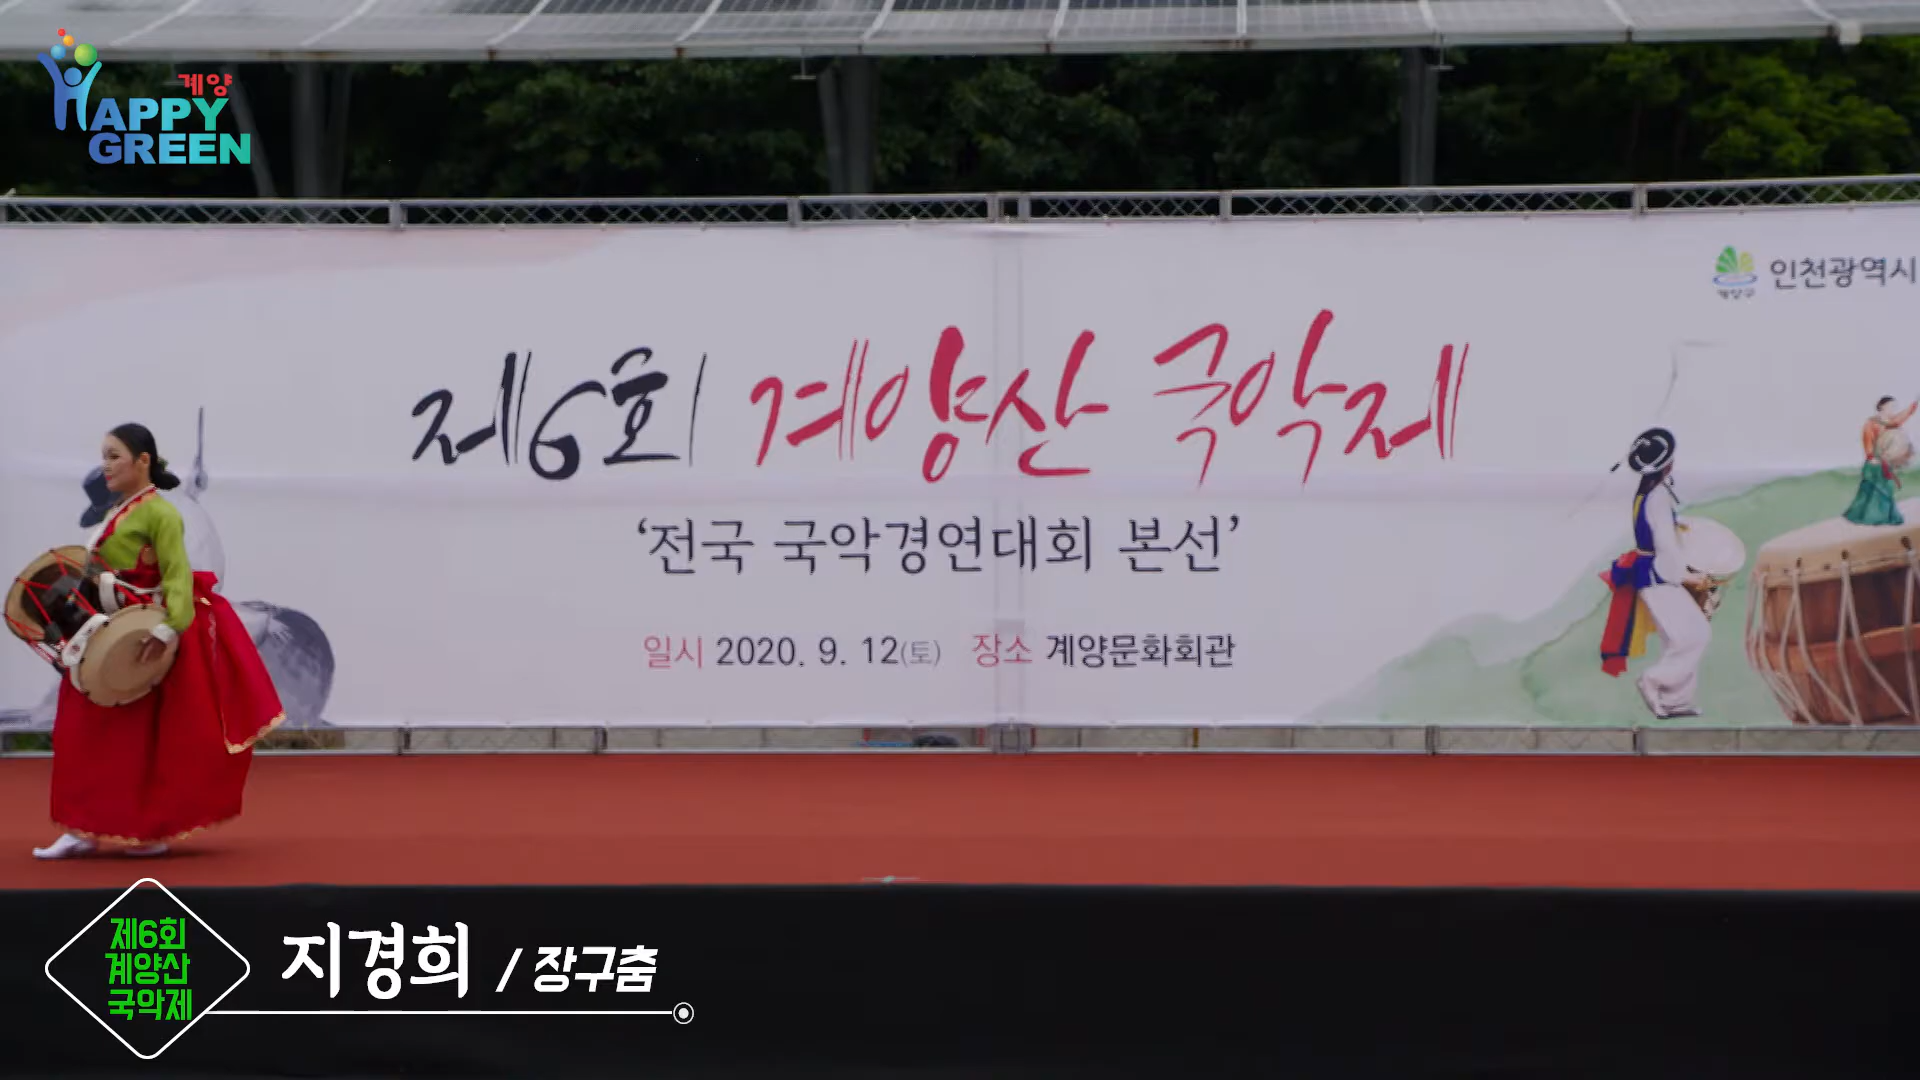 계양
HAPPY
GREEN
인천광역시
제6회 계양산 국악제
‘전국 국악경연대회 본선’
일시 2020. 9. 12(토) 장소 계양문화회관
제6회
계양산
국악제
지경희 / 장구춤